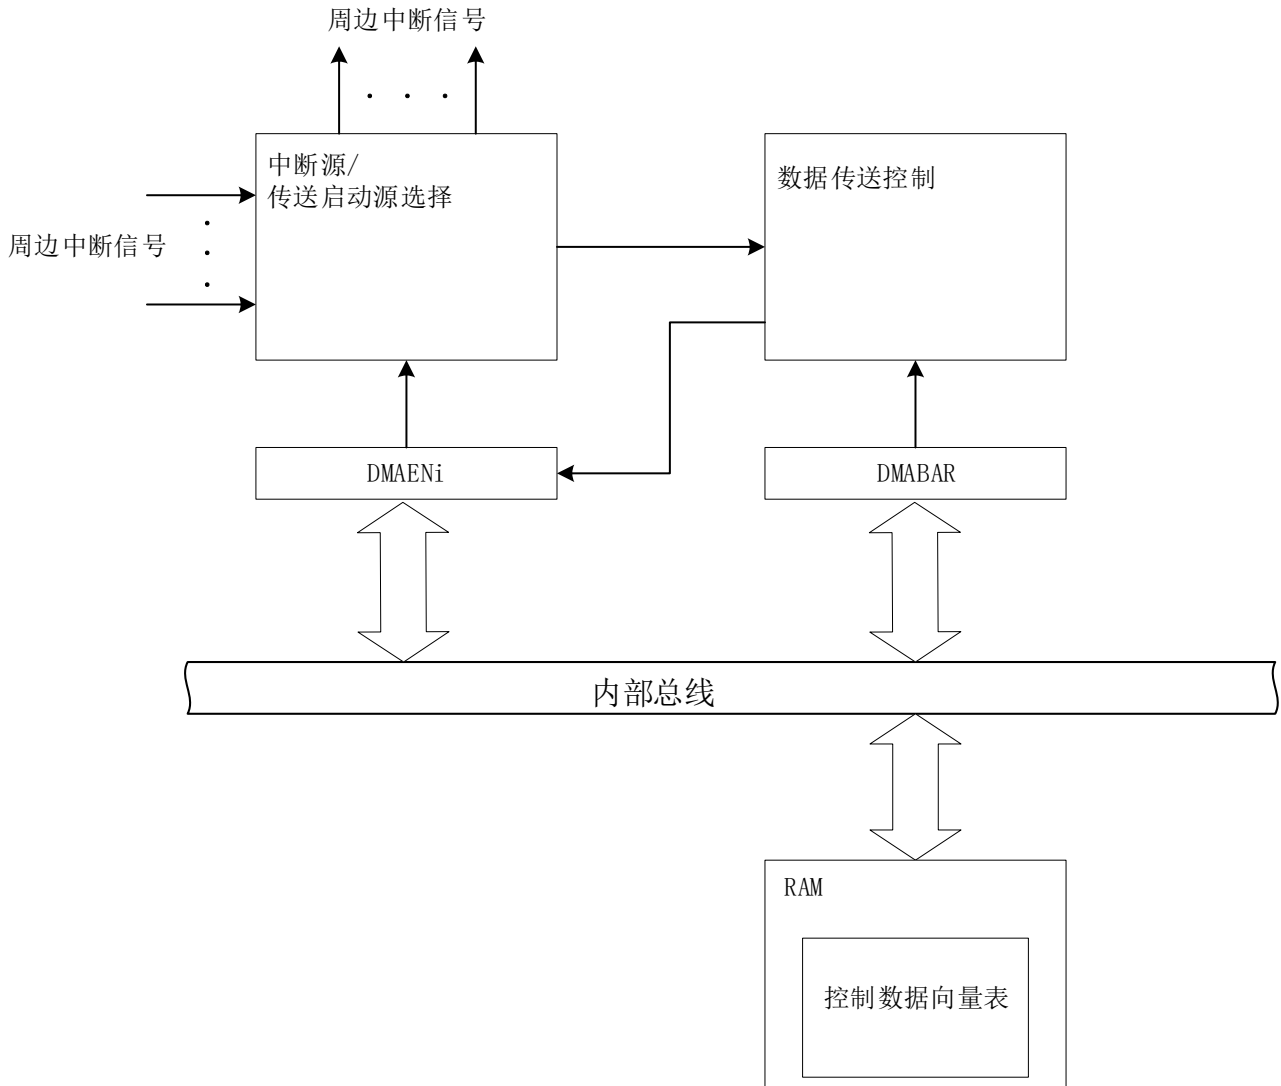 周边中断信号
中断源/
传送启动源选择
数据传送控制
周边中断信号
DMAENi
DMABAR
内部总线
RAM
控制数据向量表